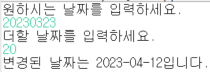 원하시는 날짜를 입력하세요.
20230323
더할 날짜를 입력하세요.
20
변경된 날짜는 2023-04-12입니다.